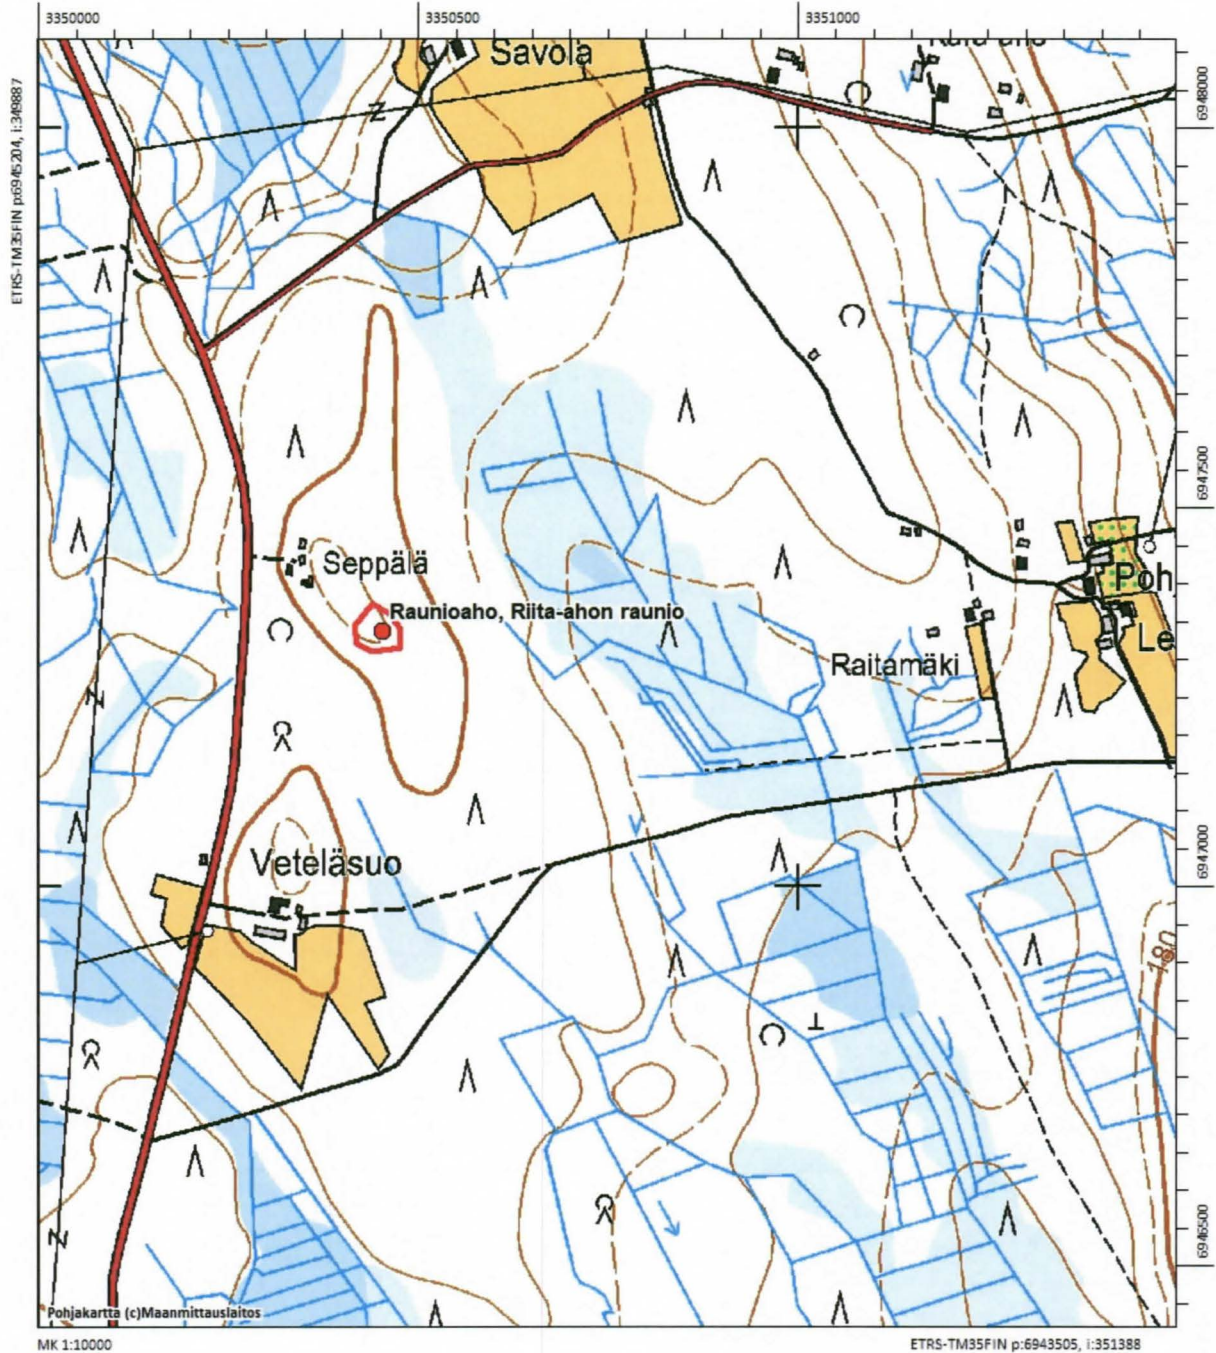 3350000
3350500
3351000
ETRS-TM35FIN p:6945204, i:349887
Savola
6948000
Z
6947500
Seppälä
Raunioaho, Riita-ahon raunio
Poh
Le
Raitamäki
Z
Veteläsuo
6947000
180
6946500
Z
Pohjakartta (c)Maanmittauslaitos
MK 1:10000
ETRS-TM35FIN p:6943505, i:351388